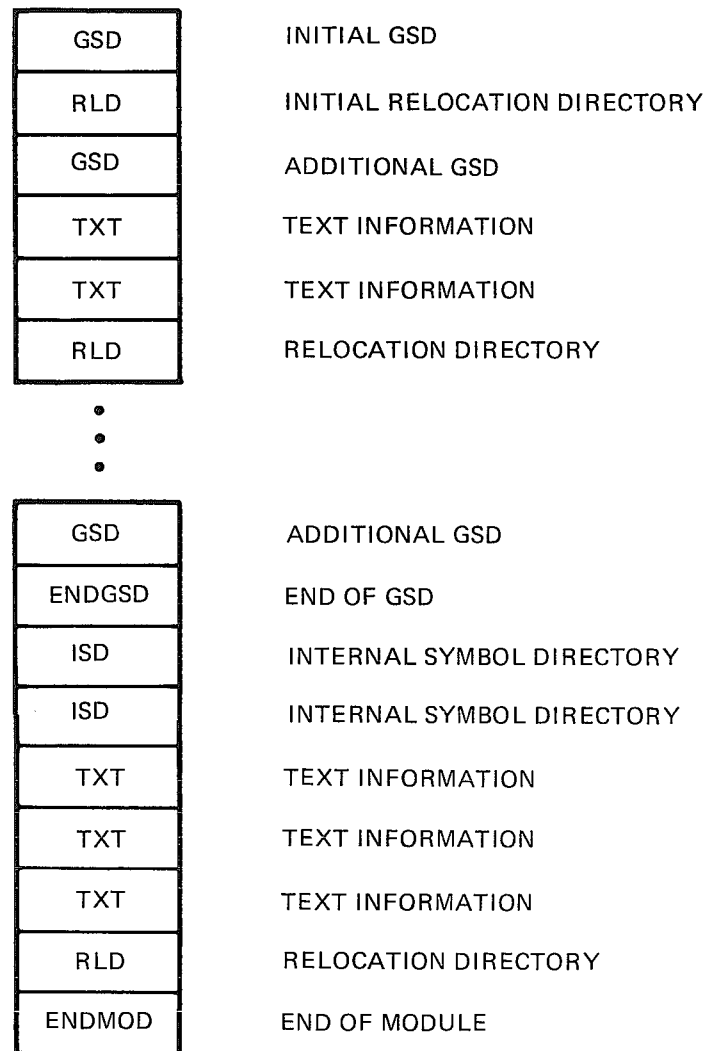 GSD INITIAL GSD
RLD INITIAL RELOCATION DIRECTORY
GSD ADDITIONAL GSD
TXT TEXT INFORMATION
TXT TEXT INFORMATION
RLD RELOCATION DIRECTORY
GSD ADDITIONAL GSD
ENDGSD END OF GSD
ISD INTERNAL SYMBOL DIRECTORY
ISD INTERNAL SYMBOL DIRECTORY
TXT TEXT INFORMATION
TXT TEXT INFORMATION
TXT TEXT INFORMATION
RLD RELOCATION DIRECTORY
ENDMOD END OF MODULE